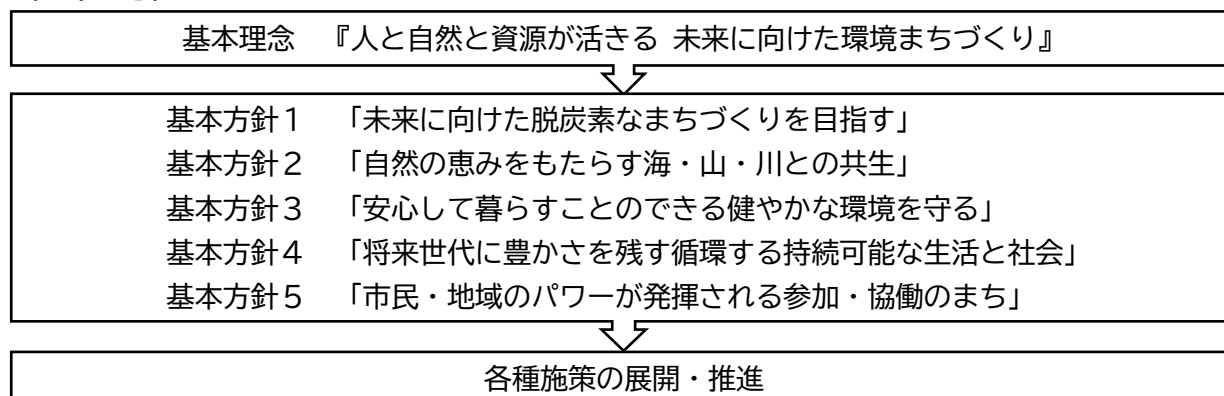 基本理念　『人と自然と資源が活きる 未来に向けた環境まちづくり』
基本方針１　「未来に向けた脱炭素なまちづくりを目指す」
基本方針２　「自然の恵みをもたらす海・山・川との共生」
基本方針３　「安心して暮らすことのできる健やかな環境を守る」
基本方針４　「将来世代に豊かさを残す循環する持続可能な生活と社会」
基本方針５　「市民・地域のパワーが発揮される参加・協働のまち」
各種施策の展開・推進